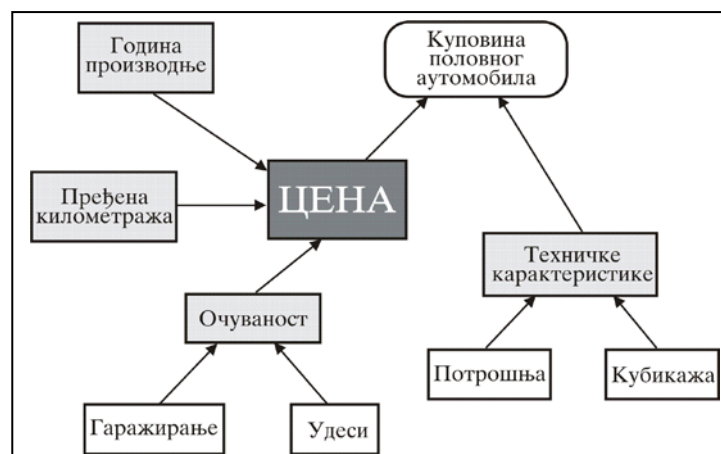 Година
производње
Куповина
половног
аутомобила
Пређена
километража
ЦЕНА
Техничке
карактеристике
Очуваност
Потрошња
Кубикажа
Гаражирање
Удеси